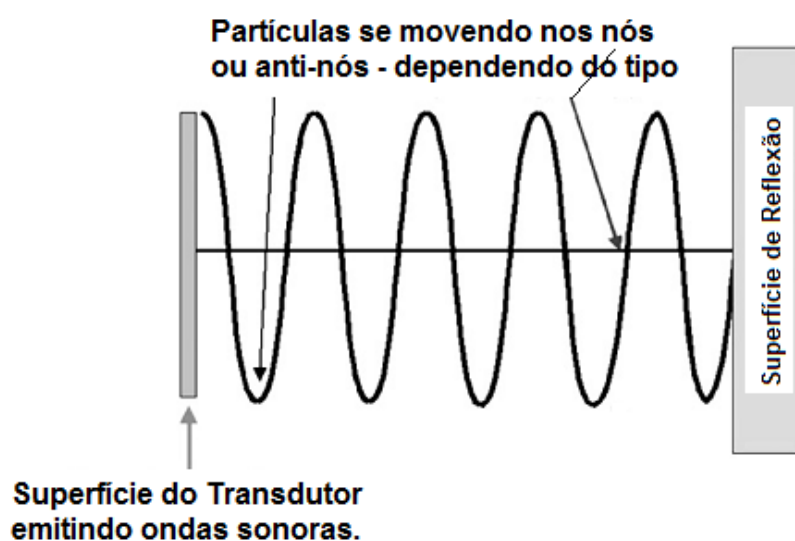 Partículas se movendo nos nós
ou anti-nós - dependendo do tipo
Superfície de Reflexão
Superfície do Transdutor
emitindo ondas sonoras.